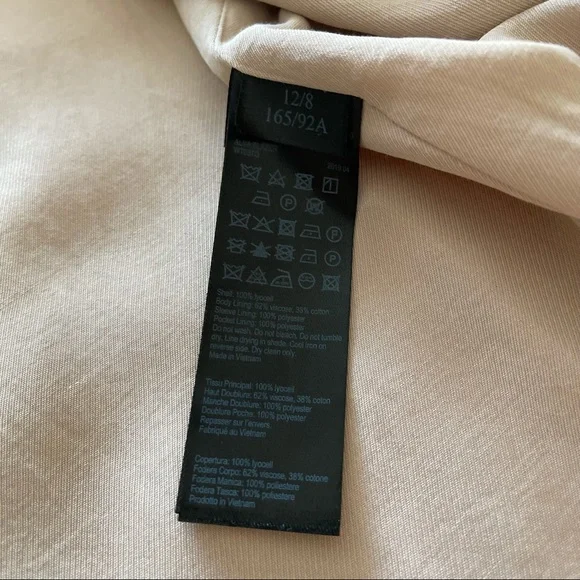 12/8
165/92A
Shell: 100% lyocell
Body Lining: 62% viscose, 38% cotton
Sleeve Lining: 100% polyester
Pocket Lining: 100% polyester
Do not wash. Do not bleach. Do not tumble
dry. Line drying in shade. Cool iron on
reverse side. Dry clean only
Made in Vietnam
Tissu Principal: 100% lyocell
Haut Doublure: 62% viscose, 38% coton
Manche Doublure: 100% polyester
Doublure Poche: 100% polyester
Repasser sur l'envers.
Fabriqué au Vietnam
Copertura: 100% lyocell
Fodera Corpo: 62% viscose, 38% cotone
Fodera Manica: 100% poliestere
Fodera Tasca: 100% poliestere
Prodotto in Vietnam